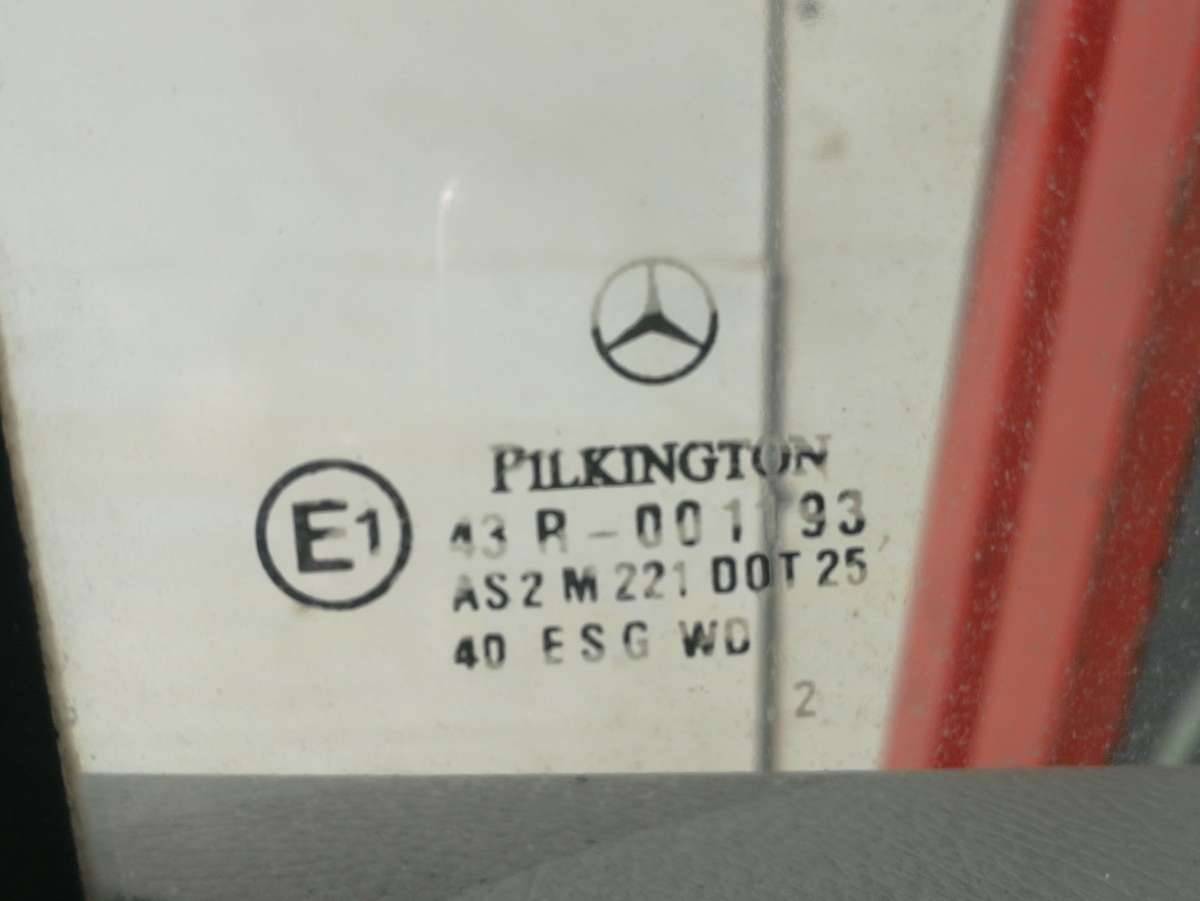 PILKINGTON
E1
43 R - 001193
AS2 M 221 DOT 25
40 ESG WD
2